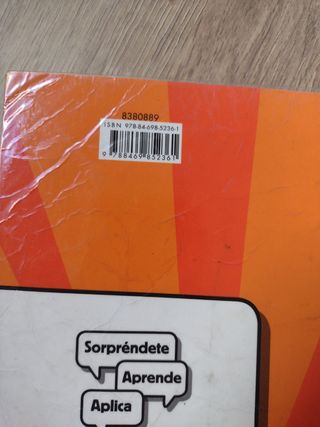 8380889
ISBN 978-84-698-5236-1
9 788469 852361
Sorpréndete
Aprende
Aplica